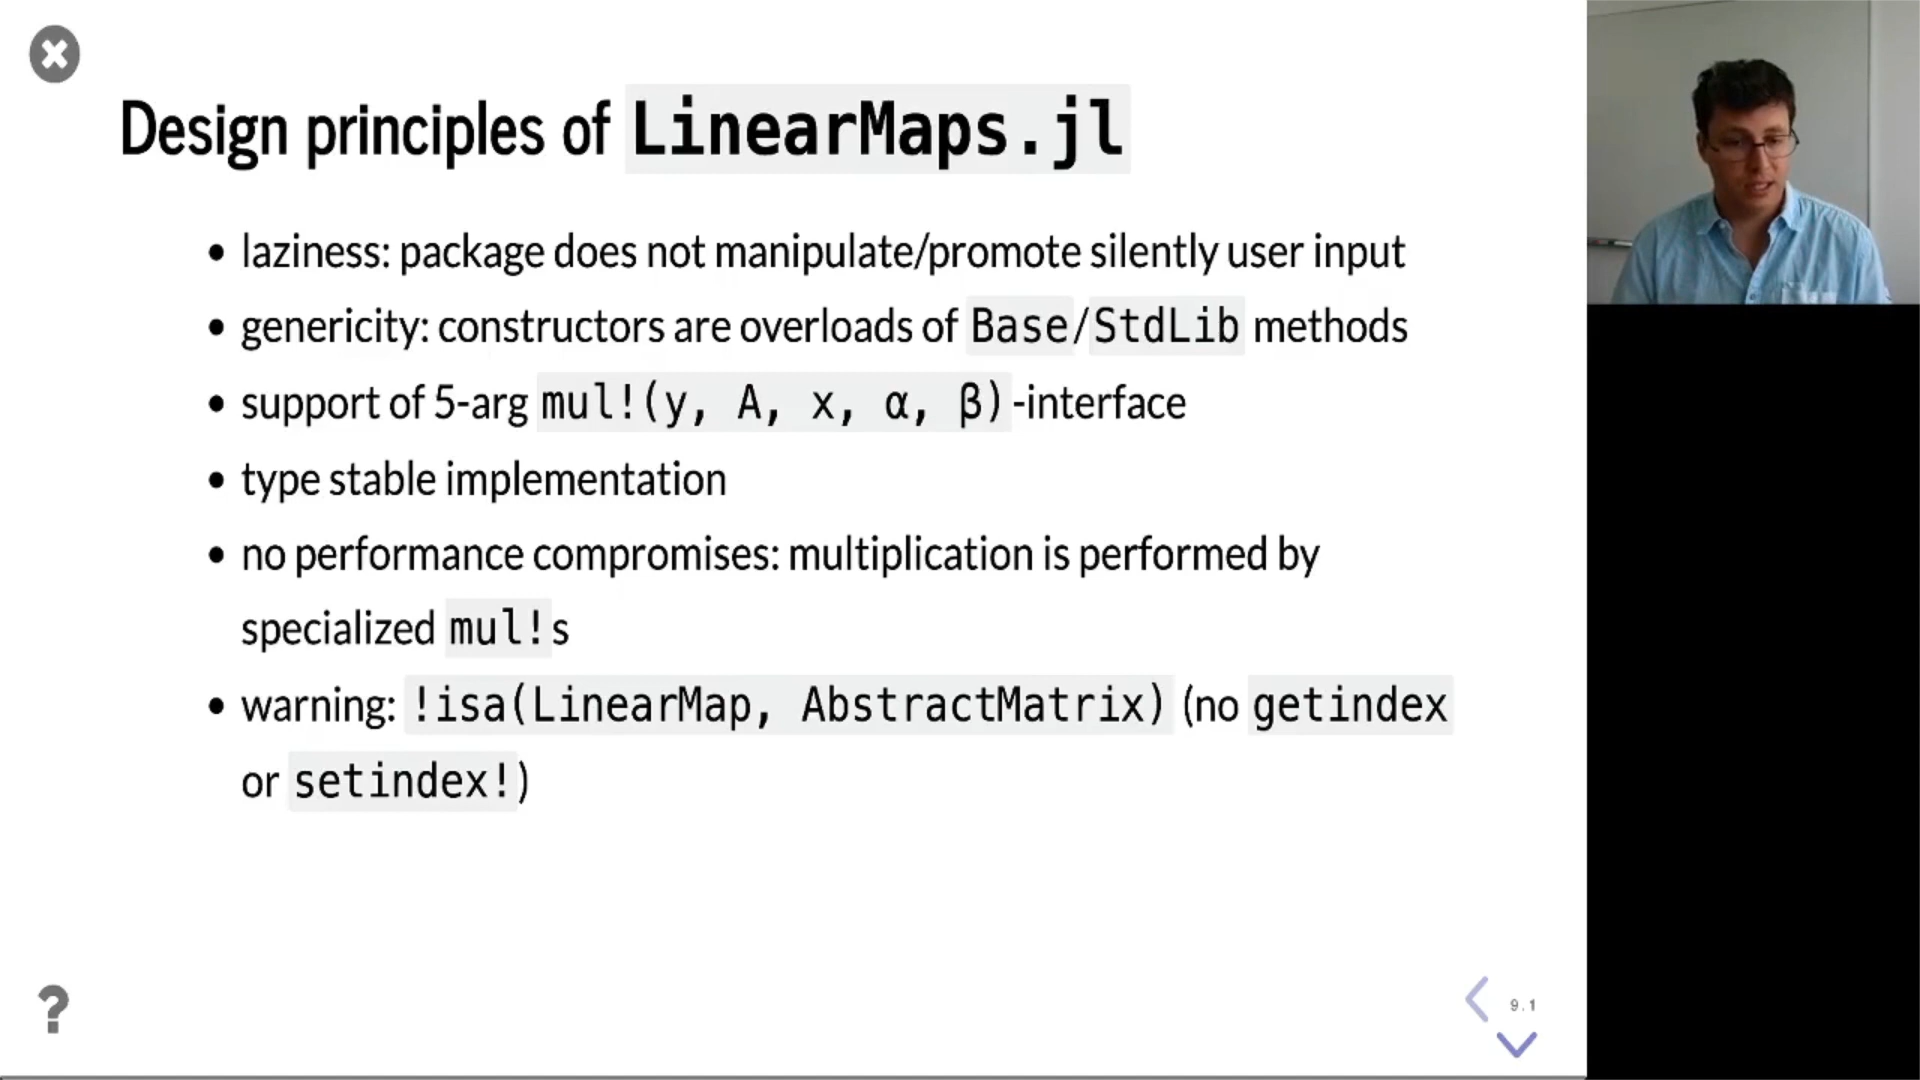 Design principles of LinearMaps.jl
• laziness: package does not manipulate/promote silently user input
• genericity: constructors are overloads of Base/StdLib methods
• support of 5-arg mul!(y, A, x, α, β)-interface
• type stable implementation
• no performance compromises: multiplication is performed by
specialized mul!s
• warning: !isa(LinearMap, AbstractMatrix) (no getindex
or setindex!)
?
9.1